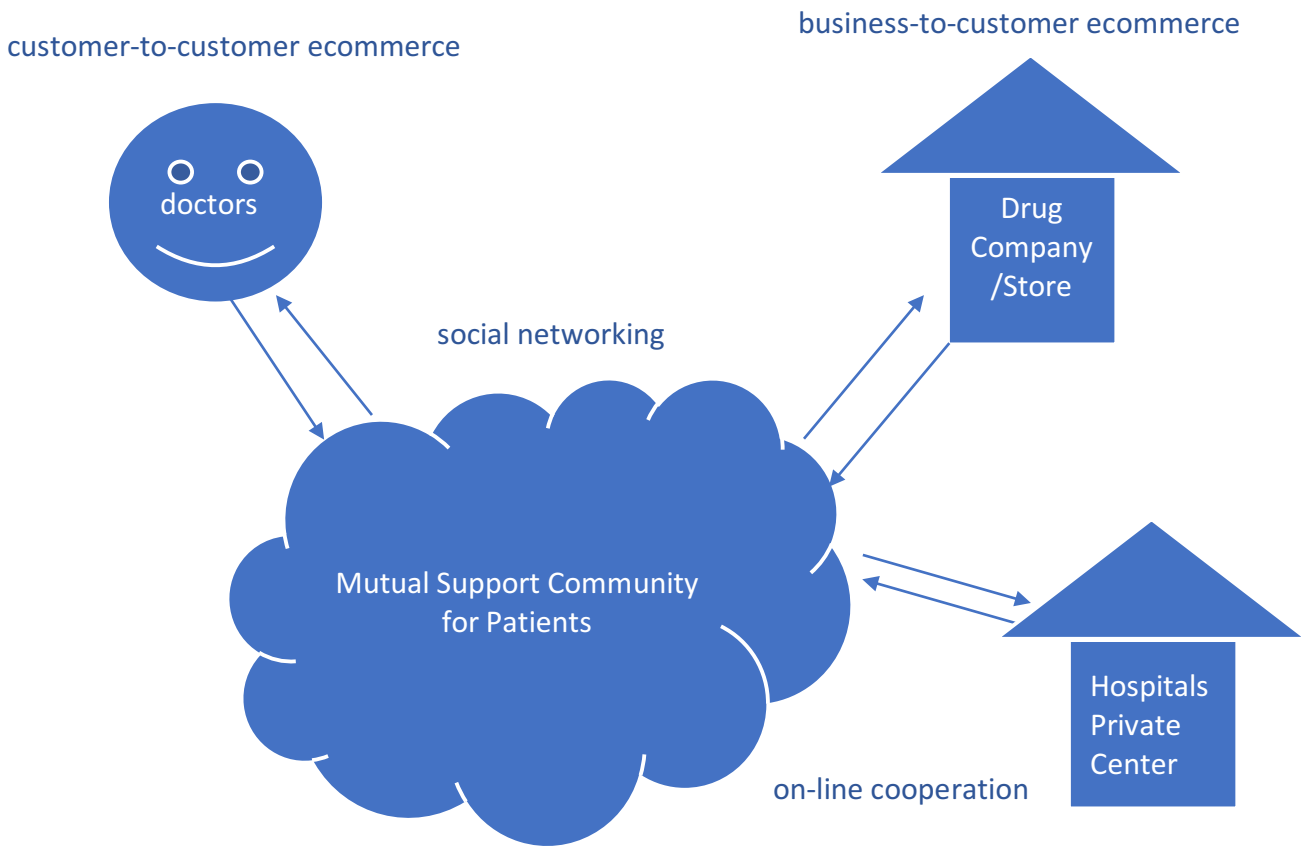 customer-to-customer ecommerce
business-to-customer ecommerce
doctors
Drug
Company
/Store
social networking
Mutual Support Community
for Patients
Hospitals
Private
Center
on-line cooperation